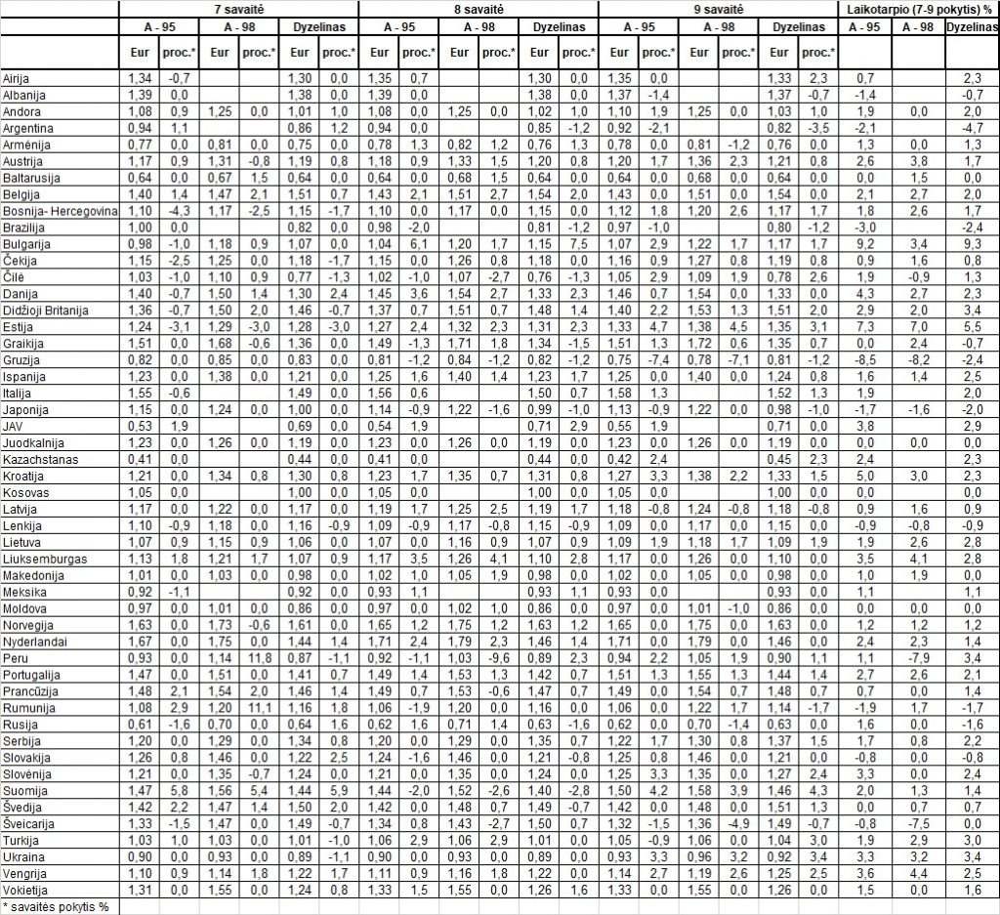 7 savaitė 8 savaitė 9 savaitė Laikotarpio (7-9 pokytis) %
A - 95 A - 98 Dyzelinas A - 95 A - 98 Dyzelinas A - 95 A - 98 Dyzelinas A - 95 A - 98 Dyzelinas
Eur proc.* Eur proc.* Eur proc.* Eur proc.* Eur proc.* Eur proc.* Eur proc.* Eur proc.* Eur proc.*
Airija 1,34 -0,7 1,30 0,0 1,35 0,7 1,30 0,0 1,35 0,0 1,33 2,3 0,7 2,3
Albanija 1,39 0,0 1,38 0,0 1,39 0,0 1,38 0,0 1,37 -1,4 1,37 -0,7 -1,4 -0,7
Andora 1,08 0,9 1,25 0,0 1,01 1,0 1,08 0,0 1,25 0,0 1,02 1,0 1,10 1,9 1,25 0,0 1,03 1,0 1,9 0,0 2,0
Argentina 0,94 1,1 0,86 1,2 0,94 0,0 0,85 -1,2 0,92 -2,1 0,82 -3,5 -2,1 -4,7
Armėnija 0,77 0,0 0,81 0,0 0,75 0,0 0,78 1,3 0,82 1,2 0,76 1,3 0,78 0,0 0,81 -1,2 0,76 0,0 1,3 0,0 1,3
Austrija 1,17 0,9 1,31 -0,8 1,19 0,8 1,18 0,9 1,33 1,5 1,20 0,8 1,20 1,7 1,36 2,3 1,21 0,8 2,6 3,8 1,7
Baltarusija 0,64 0,0 0,67 1,5 0,64 0,0 0,64 0,0 0,68 1,5 0,64 0,0 0,64 0,0 0,68 0,0 0,64 0,0 0,0 1,5 0,0
Belgija 1,40 1,4 1,47 2,1 1,51 0,7 1,43 2,1 1,51 2,7 1,54 2,0 1,43 0,0 1,51 0,0 1,54 0,0 2,1 2,7 2,0
Bosnija- Hercegovina 1,10 -4,3 1,17 -2,5 1,15 -1,7 1,10 0,0 1,17 0,0 1,15 0,0 1,12 1,8 1,20 2,6 1,17 1,7 1,8 2,6 1,7
Brazilija 1,00 0,0 0,82 0,0 0,98 -2,0 0,81 -1,2 0,97 -1,0 0,80 -1,2 -3,0 -2,4
Bulgarija 0,98 -1,0 1,18 0,9 1,07 0,0 1,04 6,1 1,20 1,7 1,15 7,5 1,07 2,9 1,22 1,7 1,17 1,7 9,2 3,4 9,3
Čekija 1,15 -2,5 1,25 0,0 1,18 -1,7 1,15 0,0 1,26 0,8 1,18 0,0 1,16 0,9 1,27 0,8 1,19 0,8 0,9 1,6 0,8
Čilė 1,03 -1,0 1,10 0,9 0,77 -1,3 1,02 -1,0 1,07 -2,7 0,76 -1,3 1,05 2,9 1,09 1,9 0,78 2,6 1,9 -0,9 1,3
Danija 1,40 -0,7 1,50 1,4 1,30 2,4 1,45 3,6 1,54 2,7 1,33 2,3 1,46 0,7 1,54 0,0 1,33 0,0 4,3 2,7 2,3
Didžioji Britanija 1,36 -0,7 1,50 2,0 1,46 -0,7 1,37 0,7 1,51 0,7 1,48 1,4 1,40 2,2 1,53 1,3 1,51 2,0 2,9 2,0 3,4
Estija 1,24 -3,1 1,29 -3,0 1,28 -3,0 1,27 2,4 1,32 2,3 1,31 2,3 1,33 4,7 1,38 4,5 1,35 3,1 7,3 7,0 5,5
Graikija 1,51 0,0 1,68 -0,6 1,36 0,0 1,49 -1,3 1,71 1,8 1,34 -1,5 1,51 1,3 1,72 0,6 1,35 0,7 0,0 2,4 -0,7
Gruzija 0,82 0,0 0,85 0,0 0,83 0,0 0,81 -1,2 0,84 -1,2 0,82 -1,2 0,75 -7,4 0,78 -7,1 0,81 -1,2 -8,5 -8,2 -2,4
Ispanija 1,23 0,0 1,38 0,0 1,21 0,0 1,25 1,6 1,40 1,4 1,23 1,7 1,25 0,0 1,40 0,0 1,24 0,8 1,6 1,4 2,5
Italija 1,55 -0,6 1,49 0,0 1,56 0,6 1,50 0,7 1,58 1,3 1,52 1,3 1,9 2,0
Japonija 1,15 0,0 1,24 0,0 1,00 0,0 1,14 -0,9 1,22 -1,6 0,99 -1,0 1,13 -0,9 1,22 0,0 0,98 -1,0 -1,7 -1,6 -2,0
JAV 0,53 1,9 0,69 0,0 0,54 1,9 0,71 2,9 0,55 1,9 0,71 0,0 3,8 2,9
Juodkalnija 1,23 0,0 1,26 0,0 1,19 0,0 1,23 0,0 1,26 0,0 1,19 0,0 1,23 0,0 1,26 0,0 1,19 0,0 0,0 0,0 0,0
Kazachstanas 0,41 0,0 0,44 0,0 0,41 0,0 0,44 0,0 0,42 2,4 0,45 2,3 2,4 2,3
Kroatija 1,21 0,0 1,34 0,8 1,30 0,8 1,23 1,7 1,35 0,7 1,31 0,8 1,27 3,3 1,38 2,2 1,33 1,5 5,0 3,0 2,3
Kosovas 1,05 0,0 1,00 0,0 1,05 0,0 1,00 0,0 1,05 0,0 1,00 0,0 0,0 0,0
Latvija 1,17 0,0 1,22 0,0 1,17 0,0 1,19 1,7 1,25 2,5 1,19 1,7 1,18 -0,8 1,24 -0,8 1,18 -0,8 0,9 1,6 0,9
Lenkija 1,10 -0,9 1,18 0,0 1,16 -0,9 1,09 -0,9 1,17 -0,8 1,15 -0,9 1,09 0,0 1,17 0,0 1,15 0,0 -0,9 -0,8 -0,9
Lietuva 1,07 0,9 1,15 0,9 1,06 0,0 1,07 0,0 1,16 0,9 1,07 0,9 1,09 1,9 1,18 1,7 1,09 1,9 1,9 2,6 2,8
Liuksemburgas 1,13 1,8 1,21 1,7 1,07 0,9 1,17 3,5 1,26 4,1 1,10 2,8 1,17 0,0 1,26 0,0 1,10 0,0 3,5 4,1 2,8
Makedonija 1,01 0,0 1,03 0,0 0,98 0,0 1,02 1,0 1,05 1,9 0,98 0,0 1,02 0,0 1,05 0,0 0,98 0,0 1,0 1,9 0,0
Meksika 0,92 -1,1 0,92 0,0 0,93 1,1 0,93 1,1 0,93 0,0 0,93 0,0 1,1 1,1
Moldova 0,97 0,0 1,01 0,0 0,86 0,0 0,97 0,0 1,02 1,0 0,86 0,0 0,97 0,0 1,01 -1,0 0,86 0,0 0,0 0,0 0,0
Norvegija 1,63 0,0 1,73 -0,6 1,61 0,0 1,65 1,2 1,75 1,2 1,63 1,2 1,65 0,0 1,75 0,0 1,63 0,0 1,2 1,2 1,2
Nyderlandai 1,67 0,0 1,75 0,0 1,44 1,4 1,71 2,4 1,79 2,3 1,46 1,4 1,71 0,0 1,79 0,0 1,46 0,0 2,4 2,3 1,4
Peru 0,93 0,0 1,14 11,8 0,87 -1,1 0,92 -1,1 1,03 -9,6 0,89 2,3 0,94 2,2 1,05 1,9 0,90 1,1 1,1 -7,9 3,4
Portugalija 1,47 0,0 1,51 0,0 1,41 0,7 1,49 1,4 1,53 1,3 1,42 0,7 1,51 1,3 1,55 1,3 1,44 1,4 2,7 2,6 2,1
Prancūzija 1,48 2,1 1,54 2,0 1,46 1,4 1,49 0,7 1,53 -0,6 1,47 0,7 1,49 0,0 1,54 0,7 1,48 0,7 0,7 0,0 1,4
Rumunija 1,08 2,9 1,20 11,1 1,16 1,8 1,06 -1,9 1,20 0,0 1,16 0,0 1,06 0,0 1,22 1,7 1,14 -1,7 -1,9 1,7 -1,7
Rusija 0,61 -1,6 0,70 0,0 0,64 1,6 0,62 1,6 0,71 1,4 0,63 -1,6 0,62 0,0 0,70 -1,4 0,63 0,0 1,6 0,0 -1,6
Serbija 1,20 0,0 1,29 0,0 1,34 0,8 1,20 0,0 1,29 0,0 1,35 0,7 1,22 1,7 1,30 0,8 1,37 1,5 1,7 0,8 2,2
Slovakija 1,26 0,8 1,46 0,0 1,22 2,5 1,24 -1,6 1,46 0,0 1,21 -0,8 1,25 0,8 1,46 0,0 1,21 0,0 -0,8 0,0 -0,8
Slovėnija 1,21 0,0 1,35 -0,7 1,24 0,0 1,21 0,0 1,35 0,0 1,24 0,0 1,25 3,3 1,35 0,0 1,27 2,4 3,3 0,0 2,4
Suomija 1,47 5,8 1,56 5,4 1,44 5,9 1,44 -2,0 1,52 -2,6 1,40 -2,8 1,50 4,2 1,58 3,9 1,46 4,3 2,0 1,3 1,4
Švedija 1,42 2,2 1,47 1,4 1,50 2,0 1,42 0,0 1,48 0,7 1,49 -0,7 1,42 0,0 1,48 0,0 1,51 1,3 0,0 0,7 0,7
Šveicarija 1,33 -1,5 1,47 0,0 1,49 -0,7 1,34 0,8 1,43 -2,7 1,50 0,7 1,32 -1,5 1,36 -4,9 1,49 -0,7 -0,8 -7,5 0,0
Turkija 1,03 1,0 1,03 0,0 1,01 -1,0 1,06 2,9 1,06 2,9 1,01 0,0 1,05 -0,9 1,06 0,0 1,04 3,0 1,9 2,9 3,0
Ukraina 0,90 0,0 0,93 0,0 0,89 -1,1 0,90 0,0 0,93 0,0 0,89 0,0 0,93 3,3 0,96 3,2 0,92 3,4 3,3 3,2 3,4
Vengrija 1,10 0,9 1,14 1,8 1,22 1,7 1,11 0,9 1,16 1,8 1,22 0,0 1,14 2,7 1,19 2,6 1,25 2,5 3,6 4,4 2,5
Vokietija 1,31 0,0 1,55 0,0 1,24 0,8 1,33 1,5 1,55 0,0 1,26 1,6 1,33 0,0 1,55 0,0 1,26 0,0 1,5 0,0 1,6
* savaitės pokytis %